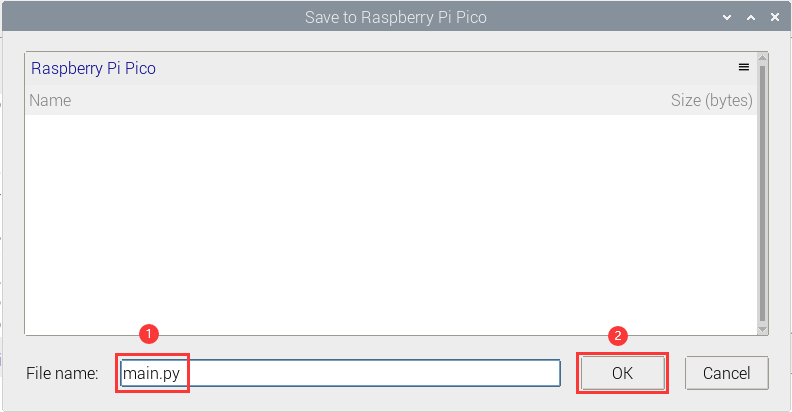 Save to Raspberry Pi Pico
Raspberry Pi Pico
Name Size (bytes)
1
2
File name: main.py OK Cancel